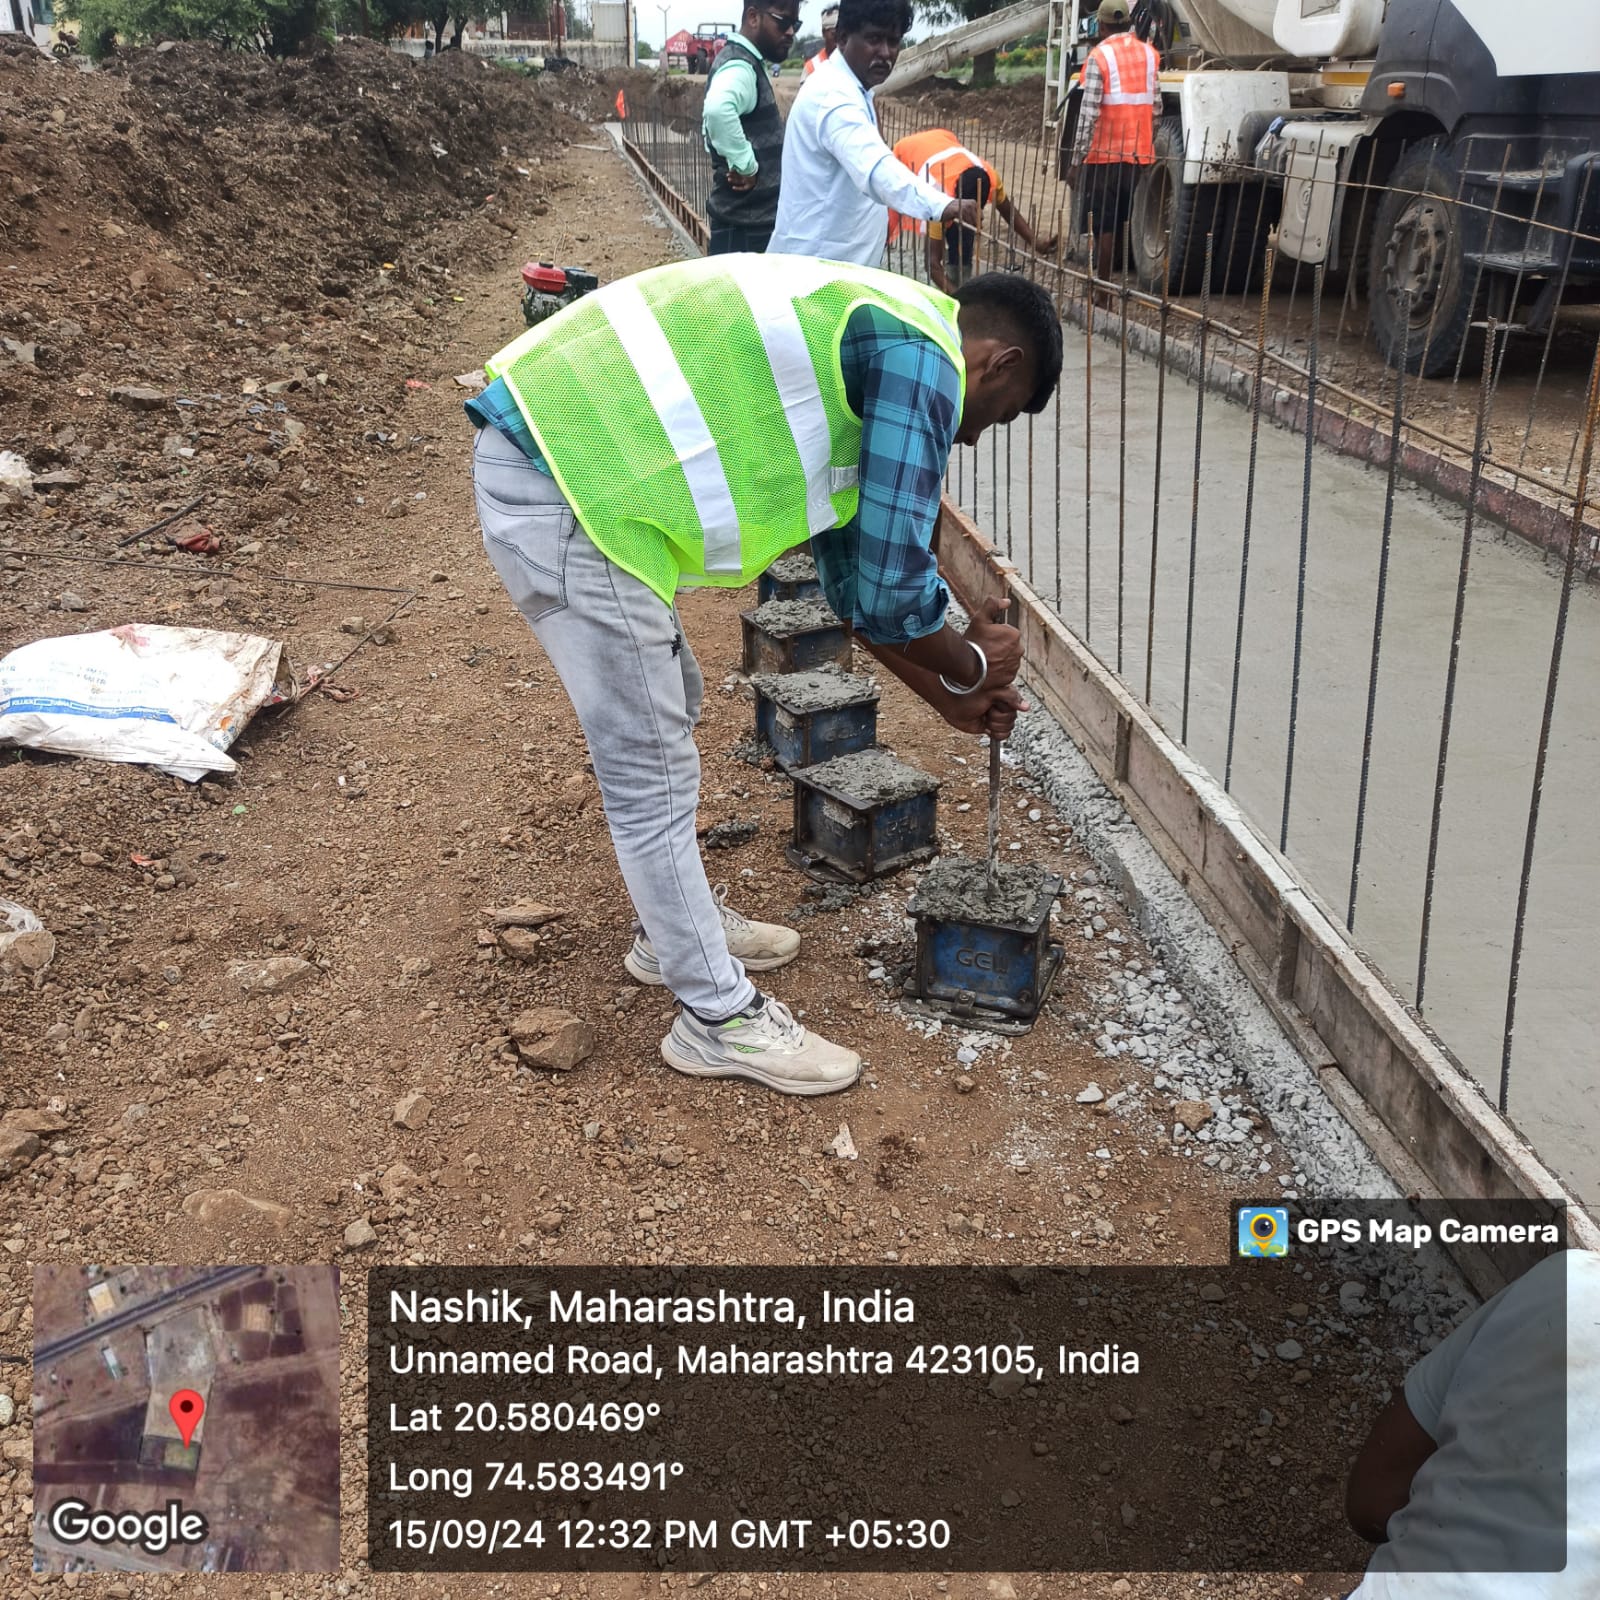 GPS Map Camera
Nashik, Maharashtra, India
Unnamed Road, Maharashtra 423105, India
Lat 20.580469°
Long 74.583491°
15/09/24 12:32 PM GMT +05:30
Google